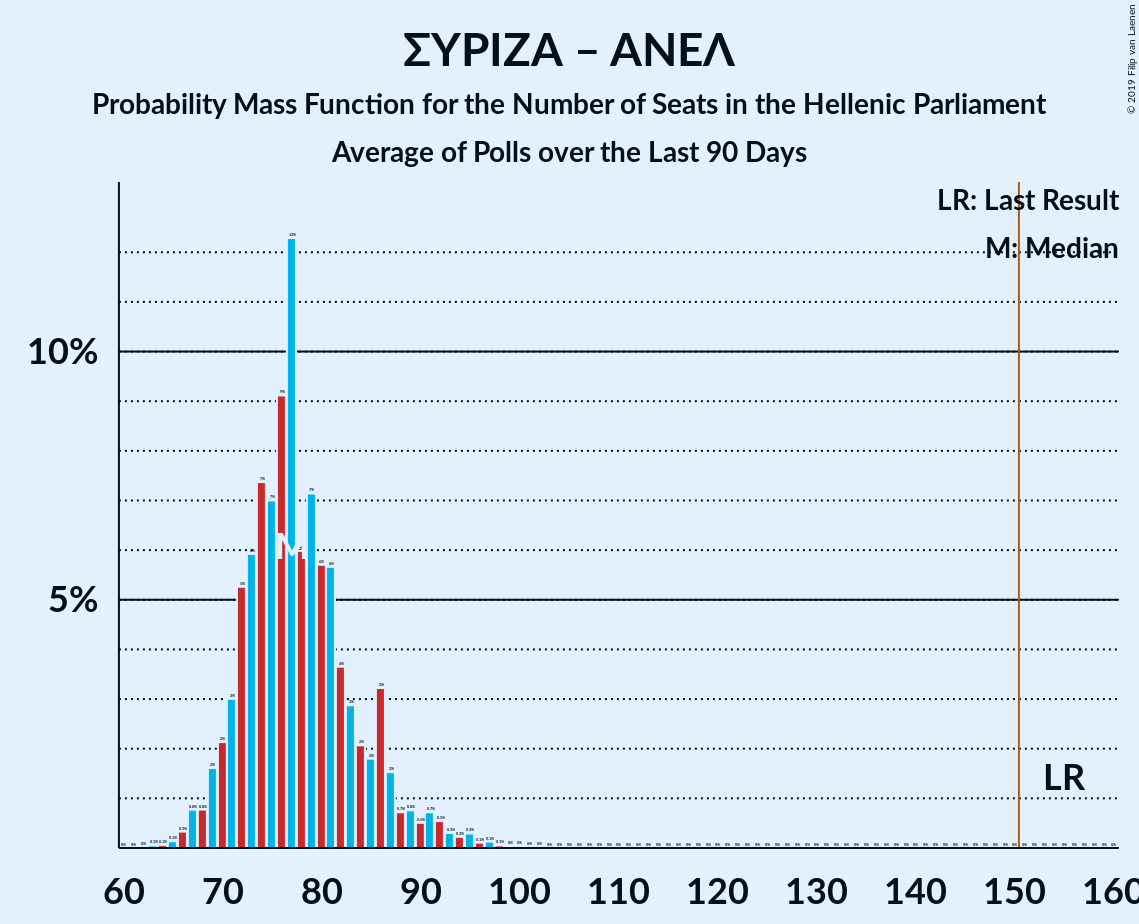 ΣΥΡΙΖΑ – ΑΝΕΛ
Probability Mass Function for the Number of Seats in the Hellenic Parliament
Average of Polls over the Last 90 Days
© 2019 Filip van Laenen
LR: Last Result
M: Median
10%
5%
M
LR
60 70 80 90 100 110 120 130 140 150 160